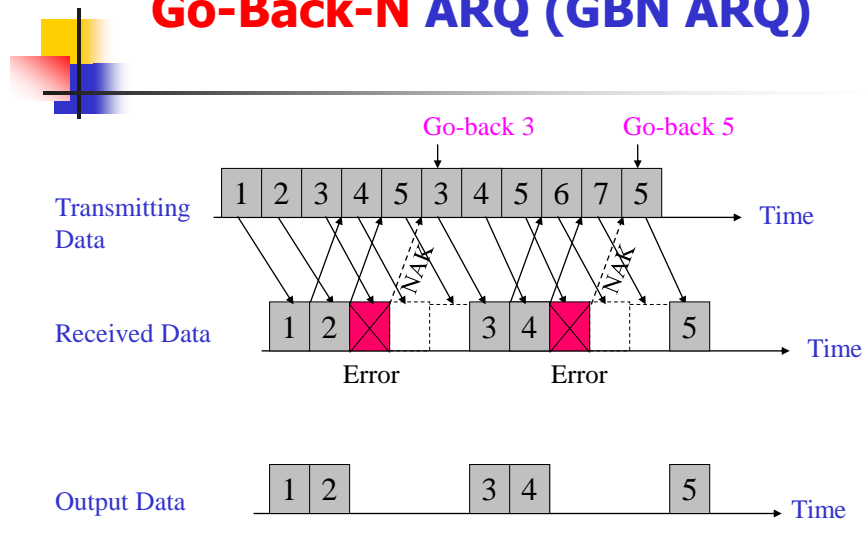 Go-Back-N ARQ (GBN ARQ)
Go-back 3 Go-back 5
1 2 3 4 5 3 4 5 6 7 5
Transmitting
Data
Time
NAK NAK
Received Data
1 2 3 4 5
Time
Error Error
Output Data
1 2 3 4 5
Time